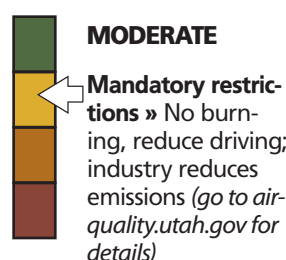 MODERATE
Mandatory restric-
tions » No burn-
ing, reduce driving;
industry reduces
emissions (go to air-
quality.utah.gov for
details)